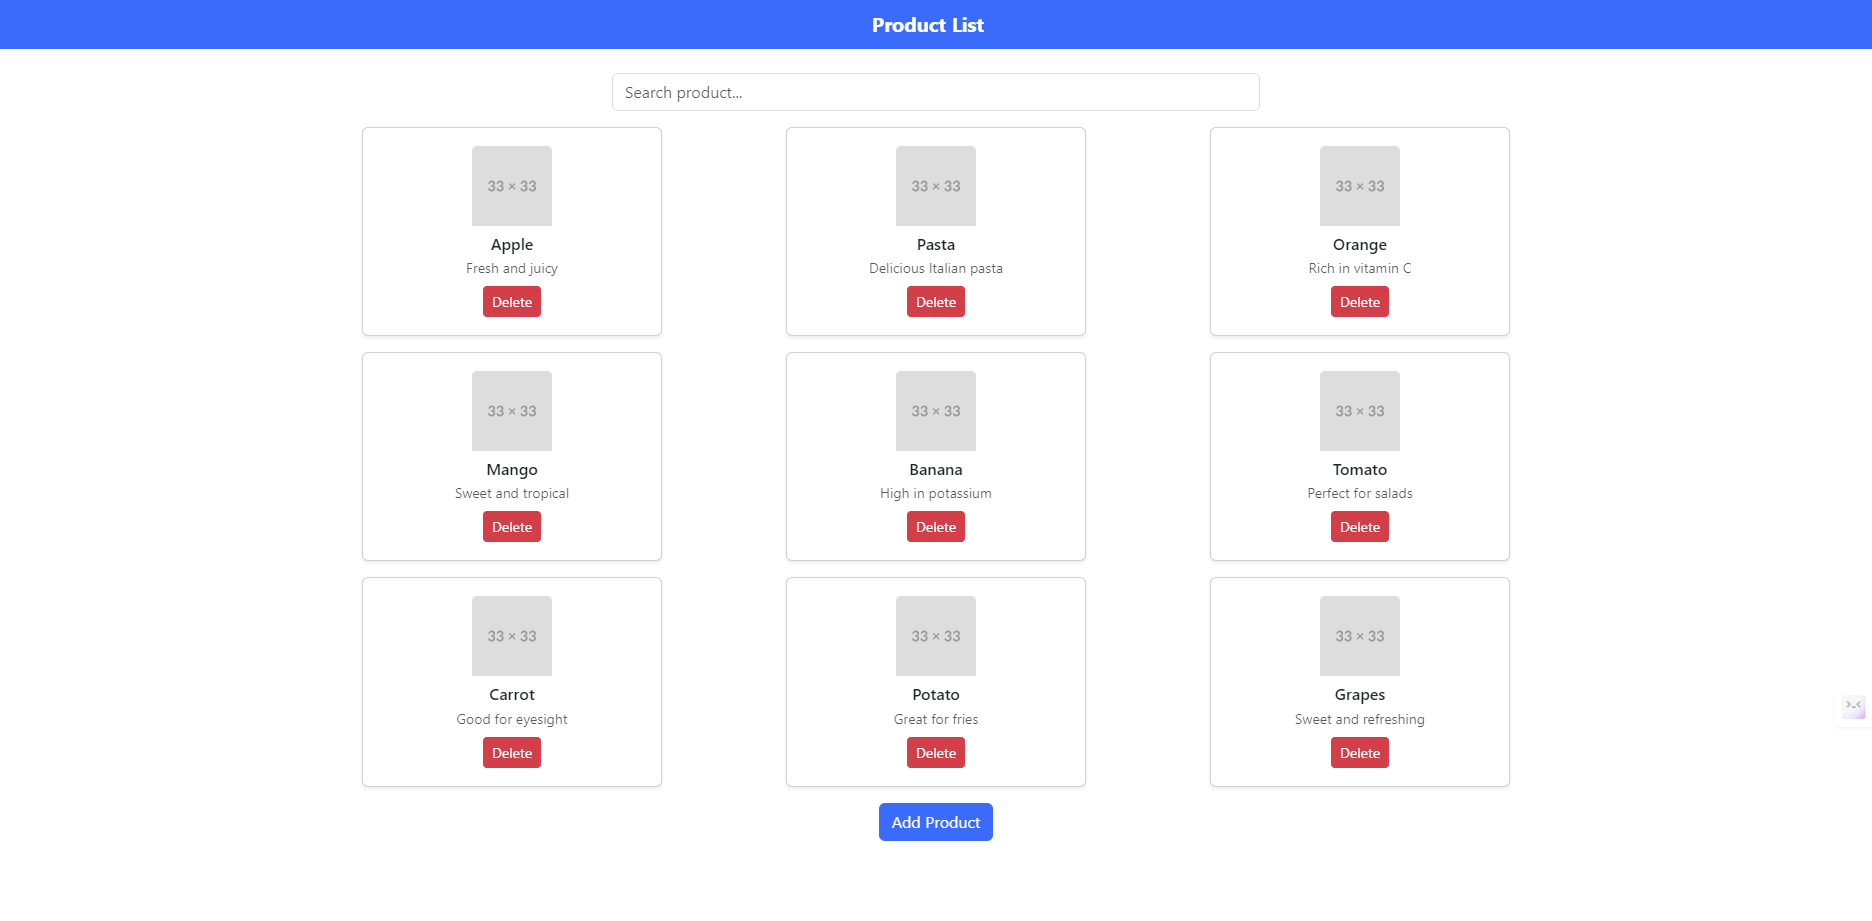 Product List
Search product...
33 × 33
33 × 33
33 × 33
Apple
Pasta
Orange
Fresh and juicy
Delicious Italian pasta
Rich in vitamin C
Delete
Delete
Delete
33 × 33
33 × 33
33 × 33
Mango
Banana
Tomato
Sweet and tropical
High in potassium
Perfect for salads
Delete
Delete
Delete
33 × 33
33 × 33
33 × 33
Carrot
Potato
Grapes
Good for eyesight
Great for fries
Sweet and refreshing
Delete
Delete
Delete
Add Product